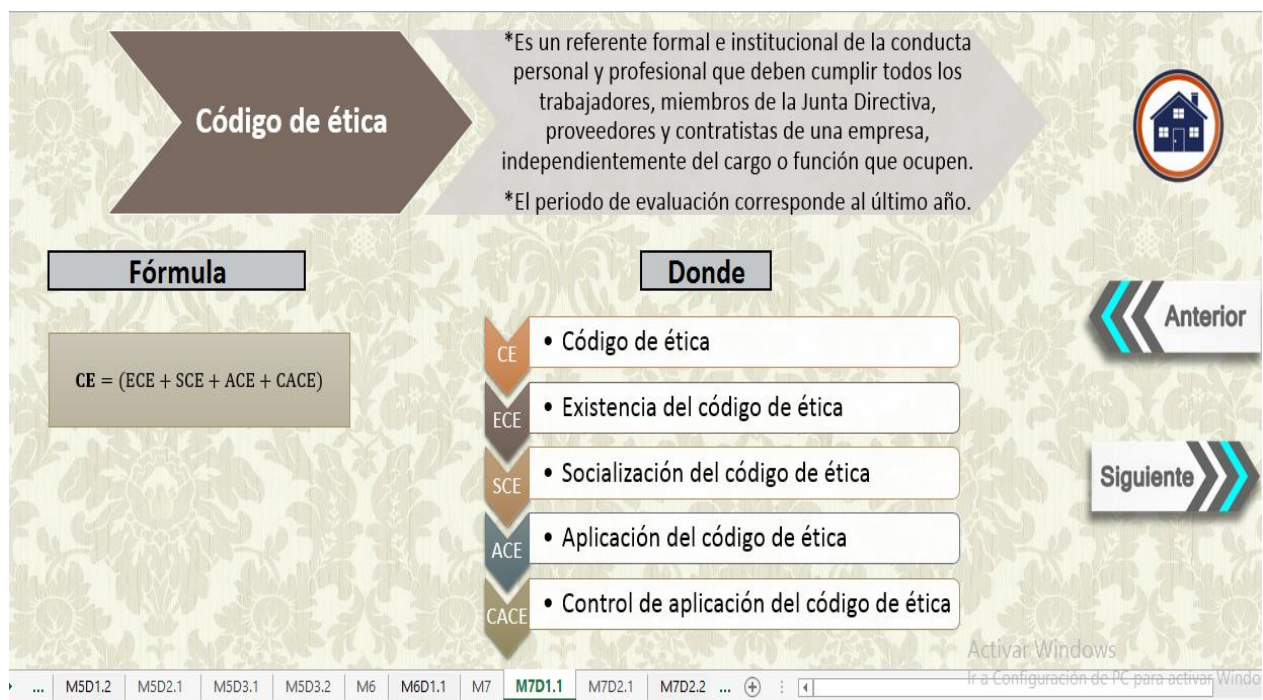 Código de ética
*Es un referente formal e institucional de la conducta
personal y profesional que deben cumplir todos los
trabajadores, miembros de la Junta Directiva,
proveedores y contratistas de una empresa,
independientemente del cargo o función que ocupen.
*El periodo de evaluación corresponde al último año.
Fórmula
Donde
CE = (ECE + SCE + ACE + CACE)
CE • Código de ética
ECE • Existencia del código de ética
SCE • Socialización del código de ética
ACE • Aplicación del código de ética
CACE • Control de aplicación del código de ética
Anterior
Siguiente
Activar Windows
Ir a Configuración de PC para activar Windo
... M5D1.2 M5D2.1 M5D3.1 M5D3.2 M6 M6D1.1 M7 M7D1.1 M7D2.1 M7D2.2 ...